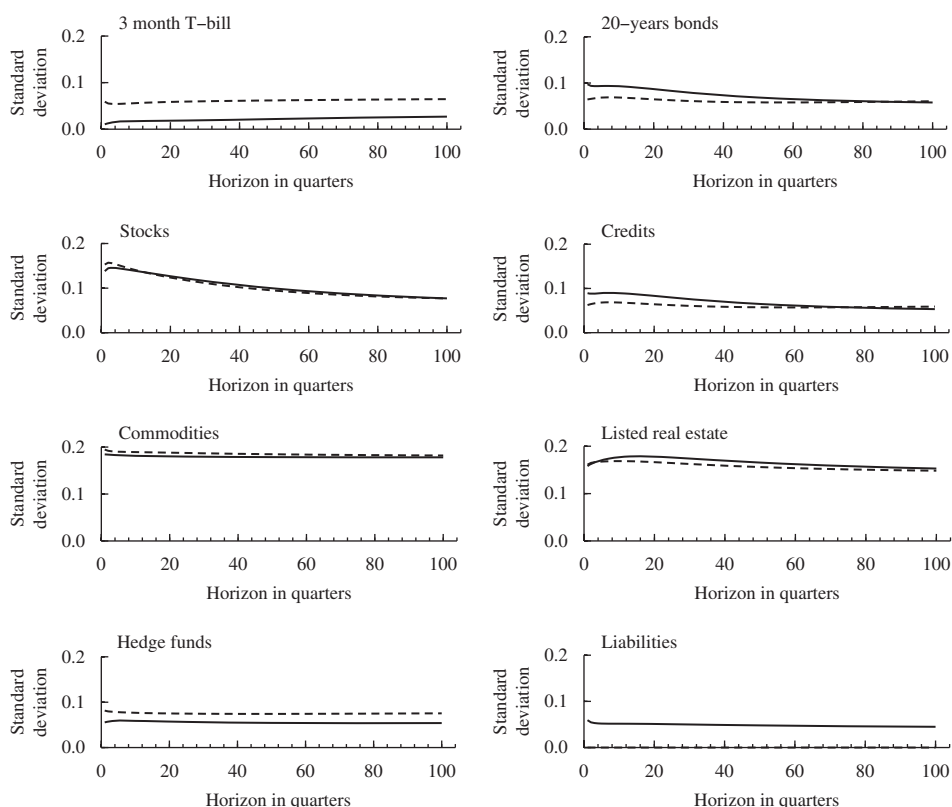 3 month T–bill
Standard
deviation
0.2
0.1
0.0
0 20 40 60 80 100
Horizon in quarters
20–years bonds
Standard
deviation
0.2
0.1
0.0
0 20 40 60 80 100
Horizon in quarters
Stocks
Standard
deviation
0.2
0.1
0.0
0 20 40 60 80 100
Horizon in quarters
Credits
Standard
deviation
0.2
0.1
0.0
0 20 40 60 80 100
Horizon in quarters
Commodities
Standard
deviation
0.2
0.1
0.0
0 20 40 60 80 100
Horizon in quarters
Listed real estate
Standard
deviation
0.2
0.1
0.0
0 20 40 60 80 100
Horizon in quarters
Hedge funds
Standard
deviation
0.2
0.1
0.0
0 20 40 60 80 100
Horizon in quarters
Liabilities
Standard
deviation
0.2
0.1
0.0
0 20 40 60 80 100
Horizon in quarters